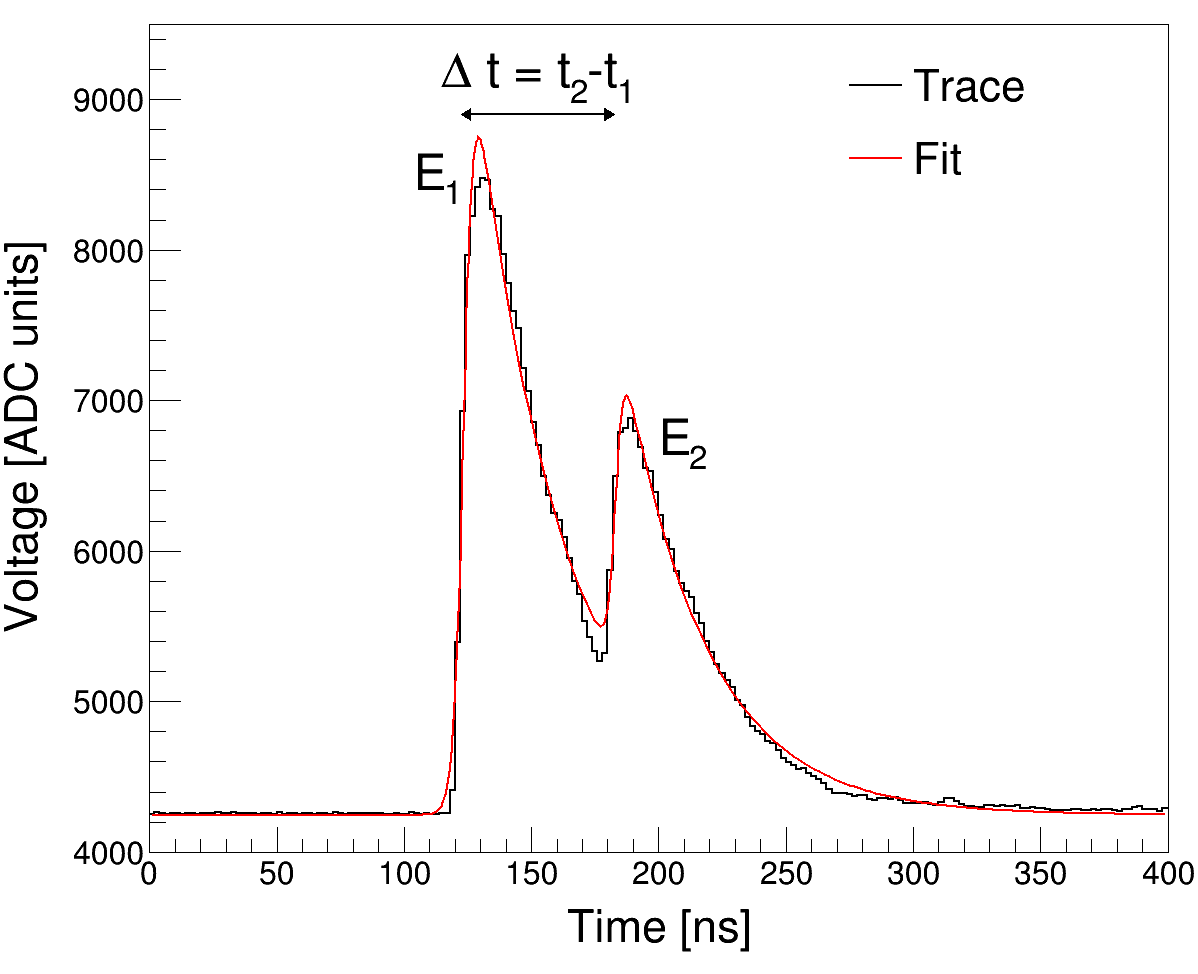 Δ t = t2-t1
Trace
Fit
E1
E2
9000
8000
7000
6000
5000
4000
Voltage [ADC units]
0 50 100 150 200 250 300 350 400
Time [ns]